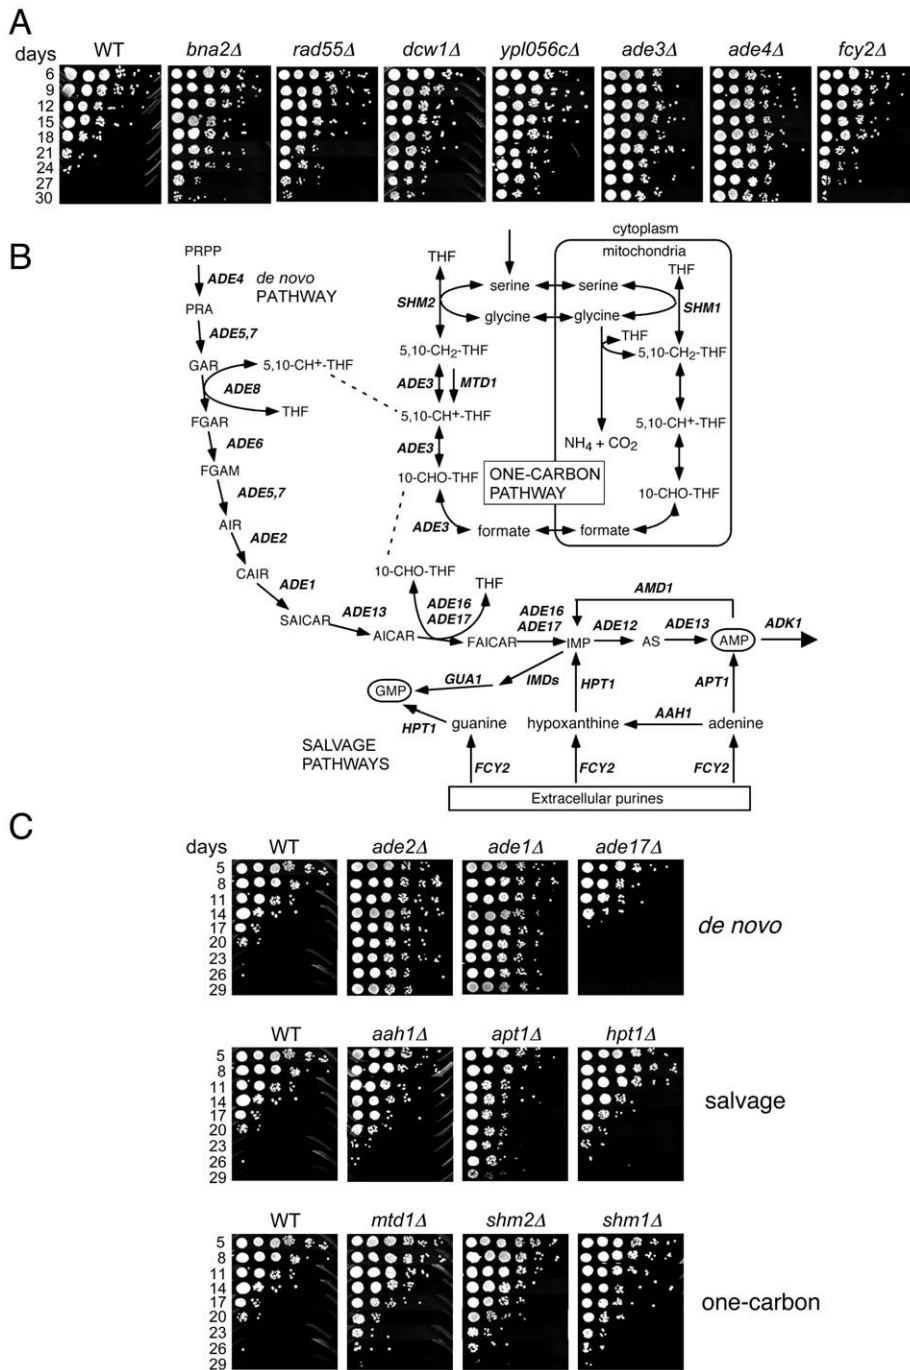 A
days WT bna2Δ rad55Δ dcw1Δ ypl056cΔ ade3Δ ade4Δ fcy2Δ
6
9
12
15
18
21
24
27
30
B
cytoplasm
mitochondria
PRPP
ADE4
de novo
PATHWAY
PRA
ADE5,7
GAR
5,10-CH+-THF
ADE8
THF
FGAR
ADE6
FGAM
ADE5,7
AIR
ADE2
CAIR
ADE1
SAICAR
ADE13
AICAR
10-CHO-THF
THF
ADE16
ADE17
FAICAR
ADE16
ADE17
IMP
ADE12
AS
ADE13
AMP
ADK1
AMD1
THF
SHM2
serine
serine
glycine
glycine
THF
SHM1
THF
5,10-CH2-THF
5,10-CH2-THF
ADE3
MTD1
5,10-CH+-THF
5,10-CH+-THF
NH4 + CO2
ADE3
10-CHO-THF
ONE-CARBON
PATHWAY
10-CHO-THF
ADE3
formate
formate
GMP
GUA1
IMDs
HPT1
APT1
HPT1
guanine
hypoxanthine
AAH1
adenine
SALVAGE
PATHWAYS
FCY2
FCY2
FCY2
Extracellular purines
C
days WT ade2Δ ade1Δ ade17Δ
5
8
11
14
17
20
23
26
29
de novo
WT aah1Δ apt1Δ hpt1Δ
5
8
11
14
17
20
23
26
29
salvage
WT mtd1Δ shm2Δ shm1Δ
5
8
11
14
17
20
23
26
29
one-carbon